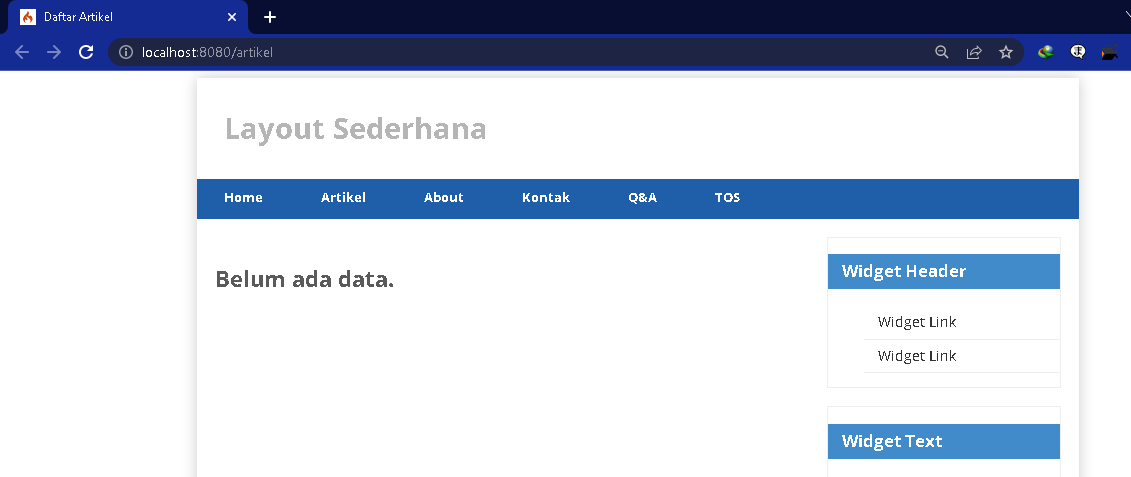 Daftar Artikel
localhost:8080/artikel
Layout Sederhana
Home Artikel About Kontak Q&A TOS
Belum ada data.
Widget Header
Widget Link
Widget Link
Widget Text